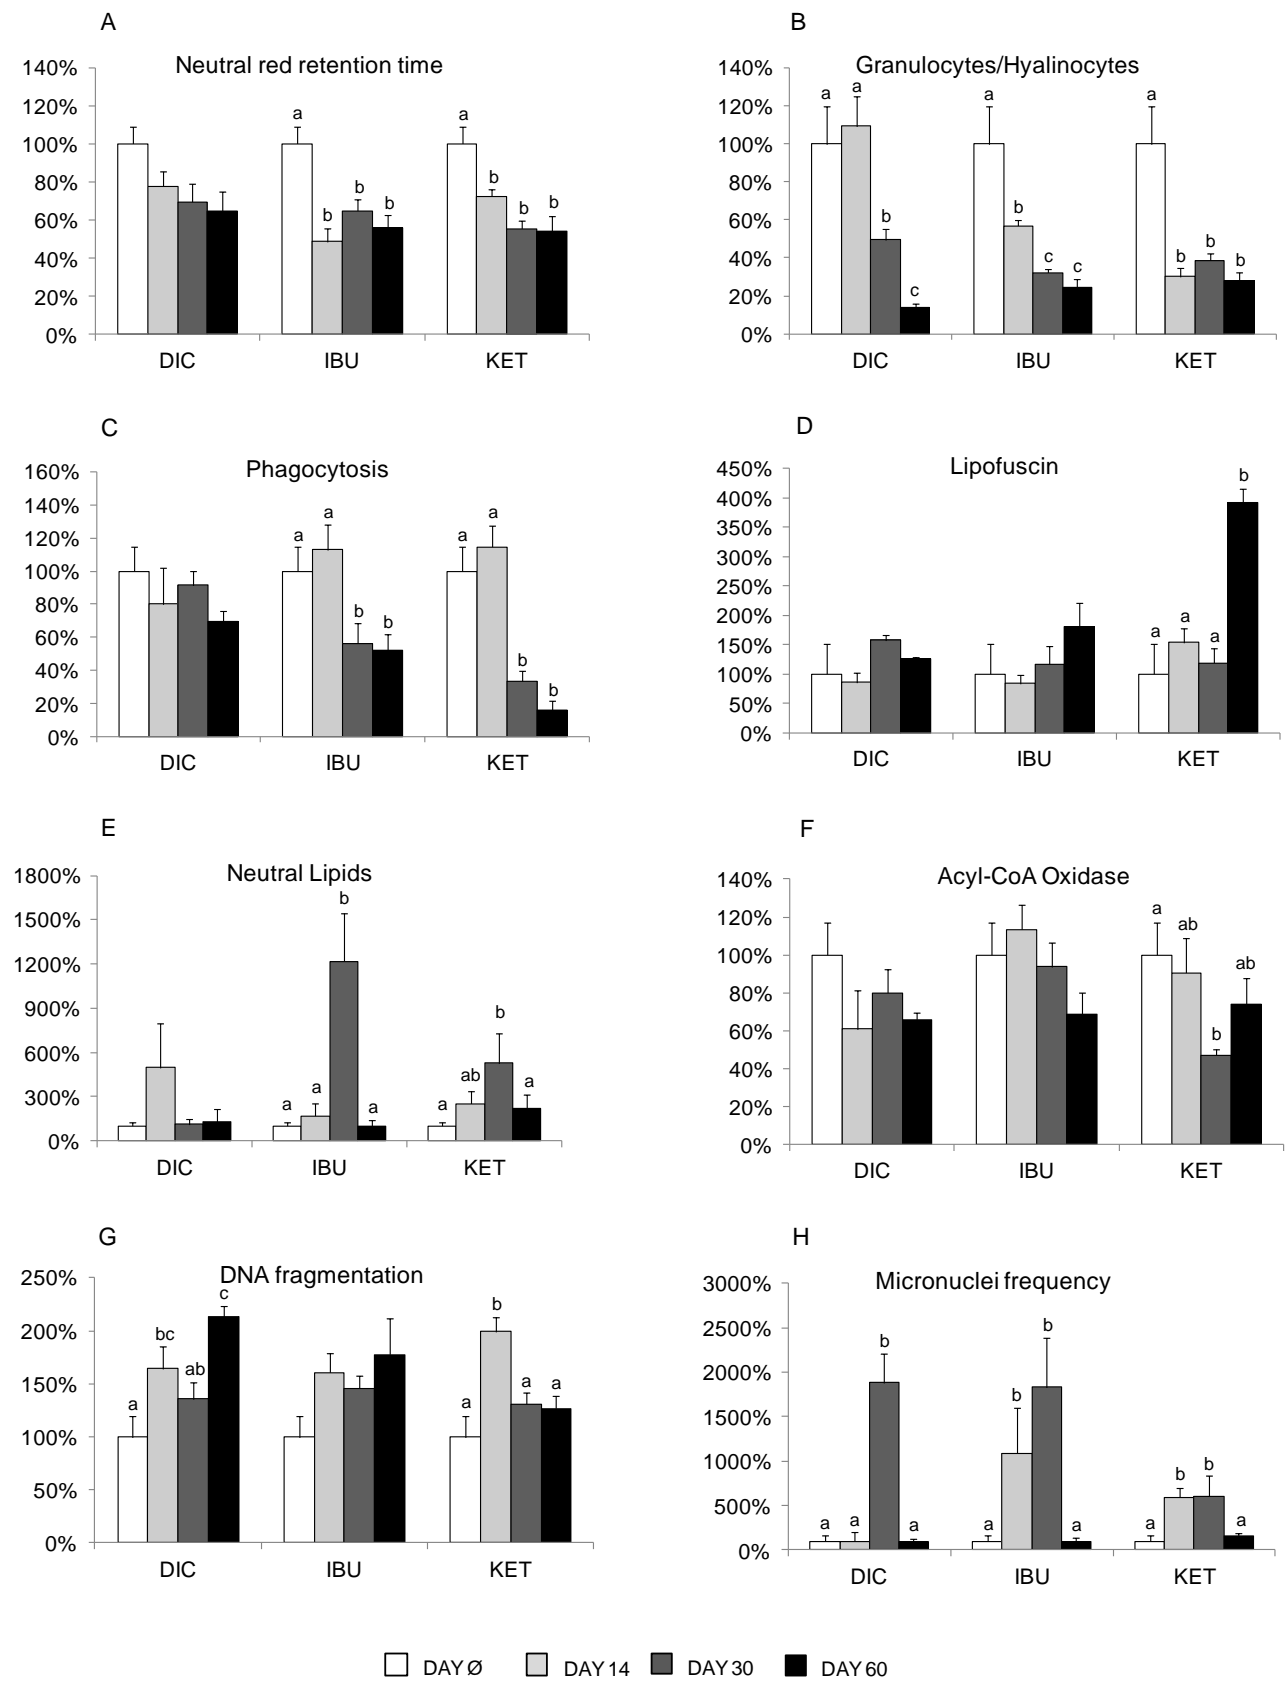 A
Neutral red retention time
140%
120%
100%
80%
60%
40%
20%
0%
a
b
b
b
a
b
b
b
DIC IBU KET
B
Granulocytes/Hyalinocytes
140%
120%
100%
80%
60%
40%
20%
0%
a a b c
a b c c
a b b b
DIC IBU KET
C
Phagocytosis
160%
140%
120%
100%
80%
60%
40%
20%
0%
a a b b
a a b b
DIC IBU KET
D
Lipofuscin
450%
400%
350%
300%
250%
200%
150%
100%
50%
0%
a a a b
DIC IBU KET
E
Neutral Lipids
1800%
1500%
1200%
900%
600%
300%
0%
a a b a
a ab b a
DIC IBU KET
F
Acyl-CoA Oxidase
140%
120%
100%
80%
60%
40%
20%
0%
a ab b ab
DIC IBU KET
G
DNA fragmentation
250%
200%
150%
100%
50%
0%
a bc ab c
a b a a
DIC IBU KET
H
Micronuclei frequency
3000%
2500%
2000%
1500%
1000%
500%
0%
a a b a
a b b a
a b b a
DIC IBU KET
DAY Ø DAY 14 DAY 30 DAY 60